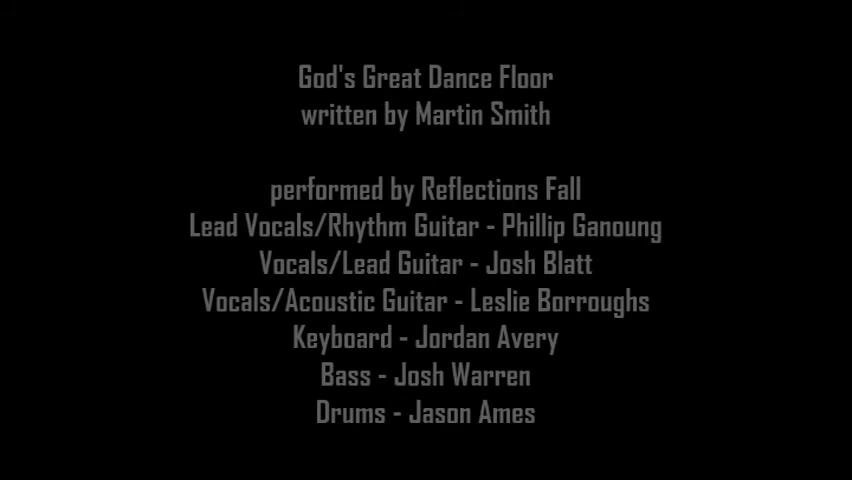 God's Great Dance Floor
written by Martin Smith
performed by Reflections Fall
Lead Vocals/Rhythm Guitar - Phillip Ganoung
Vocals/Lead Guitar - Josh Blatt
Vocals/Acoustic Guitar - Leslie Borroughs
Keyboard - Jordan Avery
Bass - Josh Warren
Drums - Jason Ames